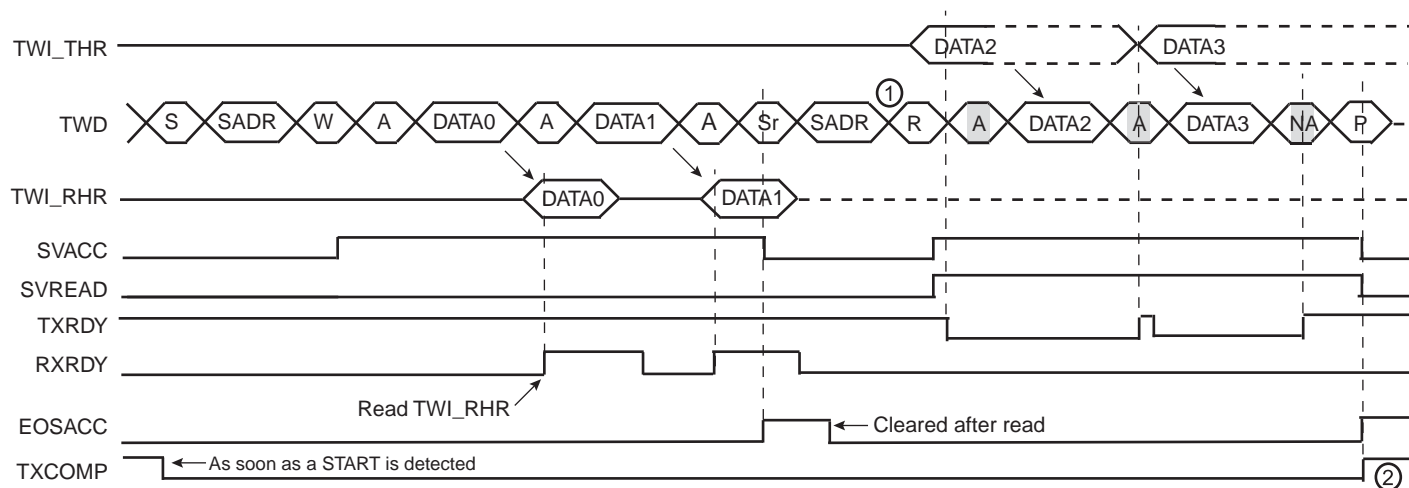 TWI_THR DATA2 DATA3
①
TWD S SADR W A DATA0 A DATA1 A Sr SADR R A DATA2 A DATA3 NA P
TWI_RHR DATA0 DATA1
SVACC
SVREAD
TXRDY
RXRDY
Read TWI_RHR
EOSACC Cleared after read
TXCOMP As soon as a START is detected ②